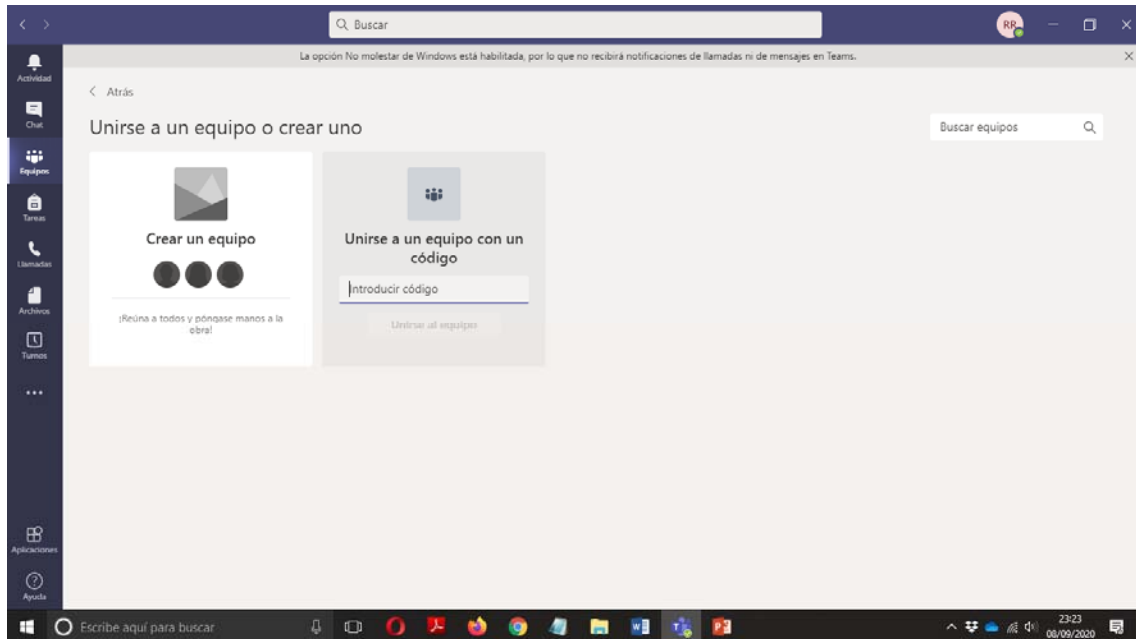 Buscar
RR
La opción No molestar de Windows está habilitada, por lo que no recibirá notificaciones de llamadas ni de mensajes en Teams.
Actividad
Chat
Equipos
Tareas
Llamadas
Archivos
Turnos
Aplicaciones
Ayuda
Atrás
Unirse a un equipo o crear uno
Buscar equipos
Crear un equipo
¡Reúna a todos y póngase manos a la
obra!
Unirse a un equipo con un
código
Introducir código
Unirse al equipo
Escribe aquí para buscar
23:23
08/09/2020